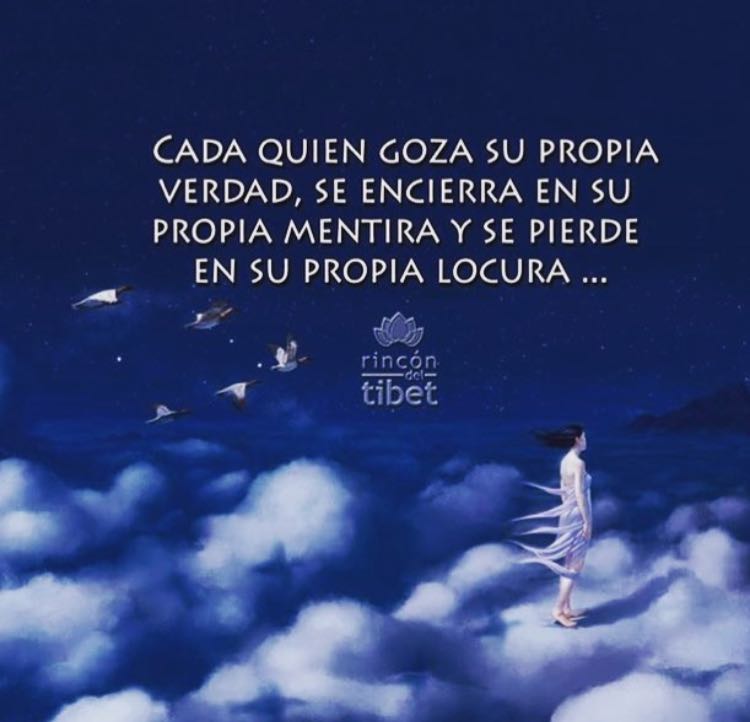 Cada quien goza su propia
verdad, se encierra en su
propia mentira y se pierde
en su propia locura ...
rincón
del
tibet